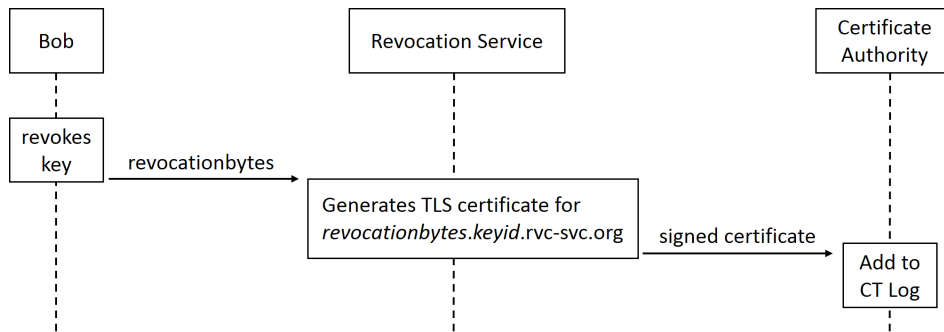 Bob
Revocation Service
Certificate
Authority
revokes
key
revocationbytes
Generates TLS certificate for
revocationbytes.keyid.rvc-svc.org
signed certificate
Add to
CT Log